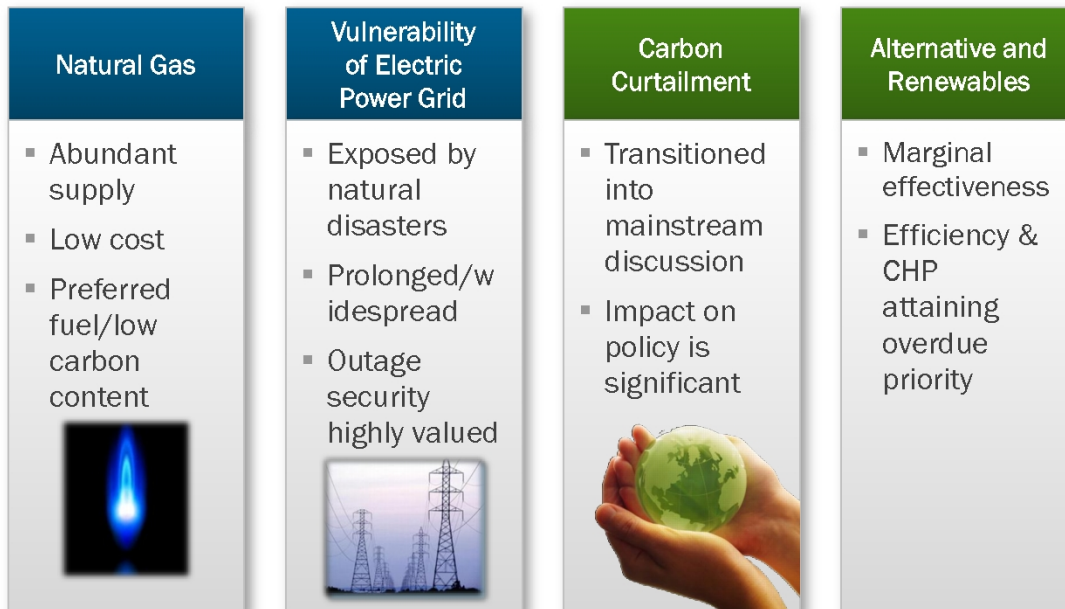 Natural Gas
▪ Abundant
supply
▪ Low cost
▪ Preferred
fuel/low
carbon
content
Vulnerability
of Electric
Power Grid
▪ Exposed by
natural
disasters
▪ Prolonged/w
idespread
▪ Outage
security
highly valued
Carbon
Curtailment
▪ Transitioned
into
mainstream
discussion
▪ Impact on
policy is
significant
Alternative and
Renewables
▪ Marginal
effectiveness
▪ Efficiency &
CHP
attaining
overdue
priority